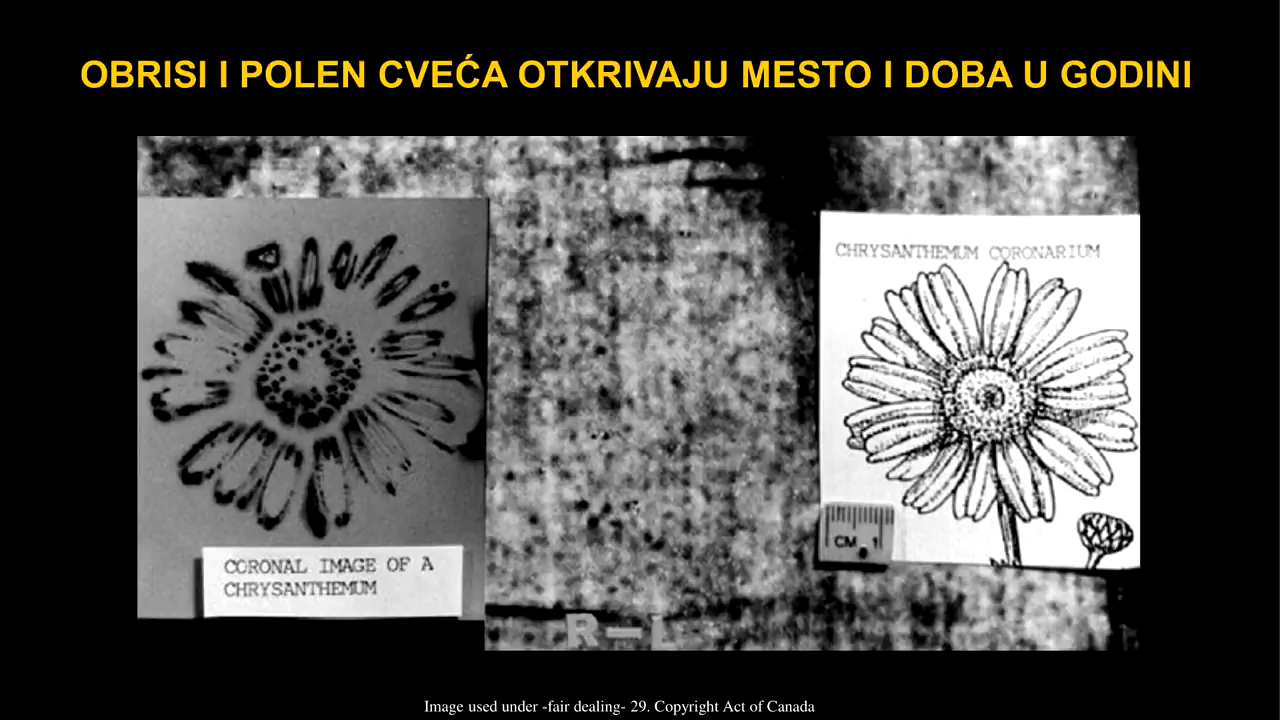 OBRISI I POLEN CVEĆA OTKRIVAJU MESTO I DOBA U GODINI
CHRYSANTHEMUM CORONARIUM
CM 1
CORONAL IMAGE OF A
CHRYSANTHEMUM
R-L
Image used under -fair dealing- 29. Copyright Act of Canada